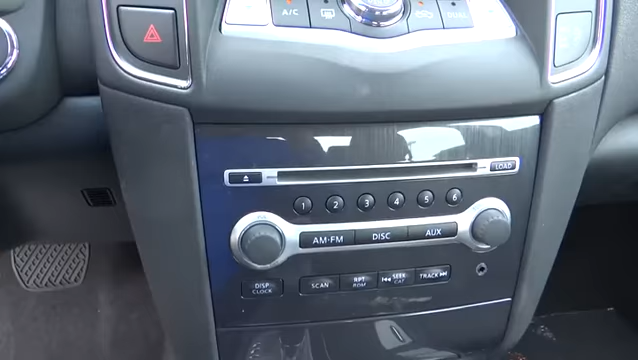 A/C
DUAL
LOAD
1 2 3 4 5 6
AM·FM DISC AUX
DISP SCAN RPT SEEK TRACK
CLOCK RDM CAT